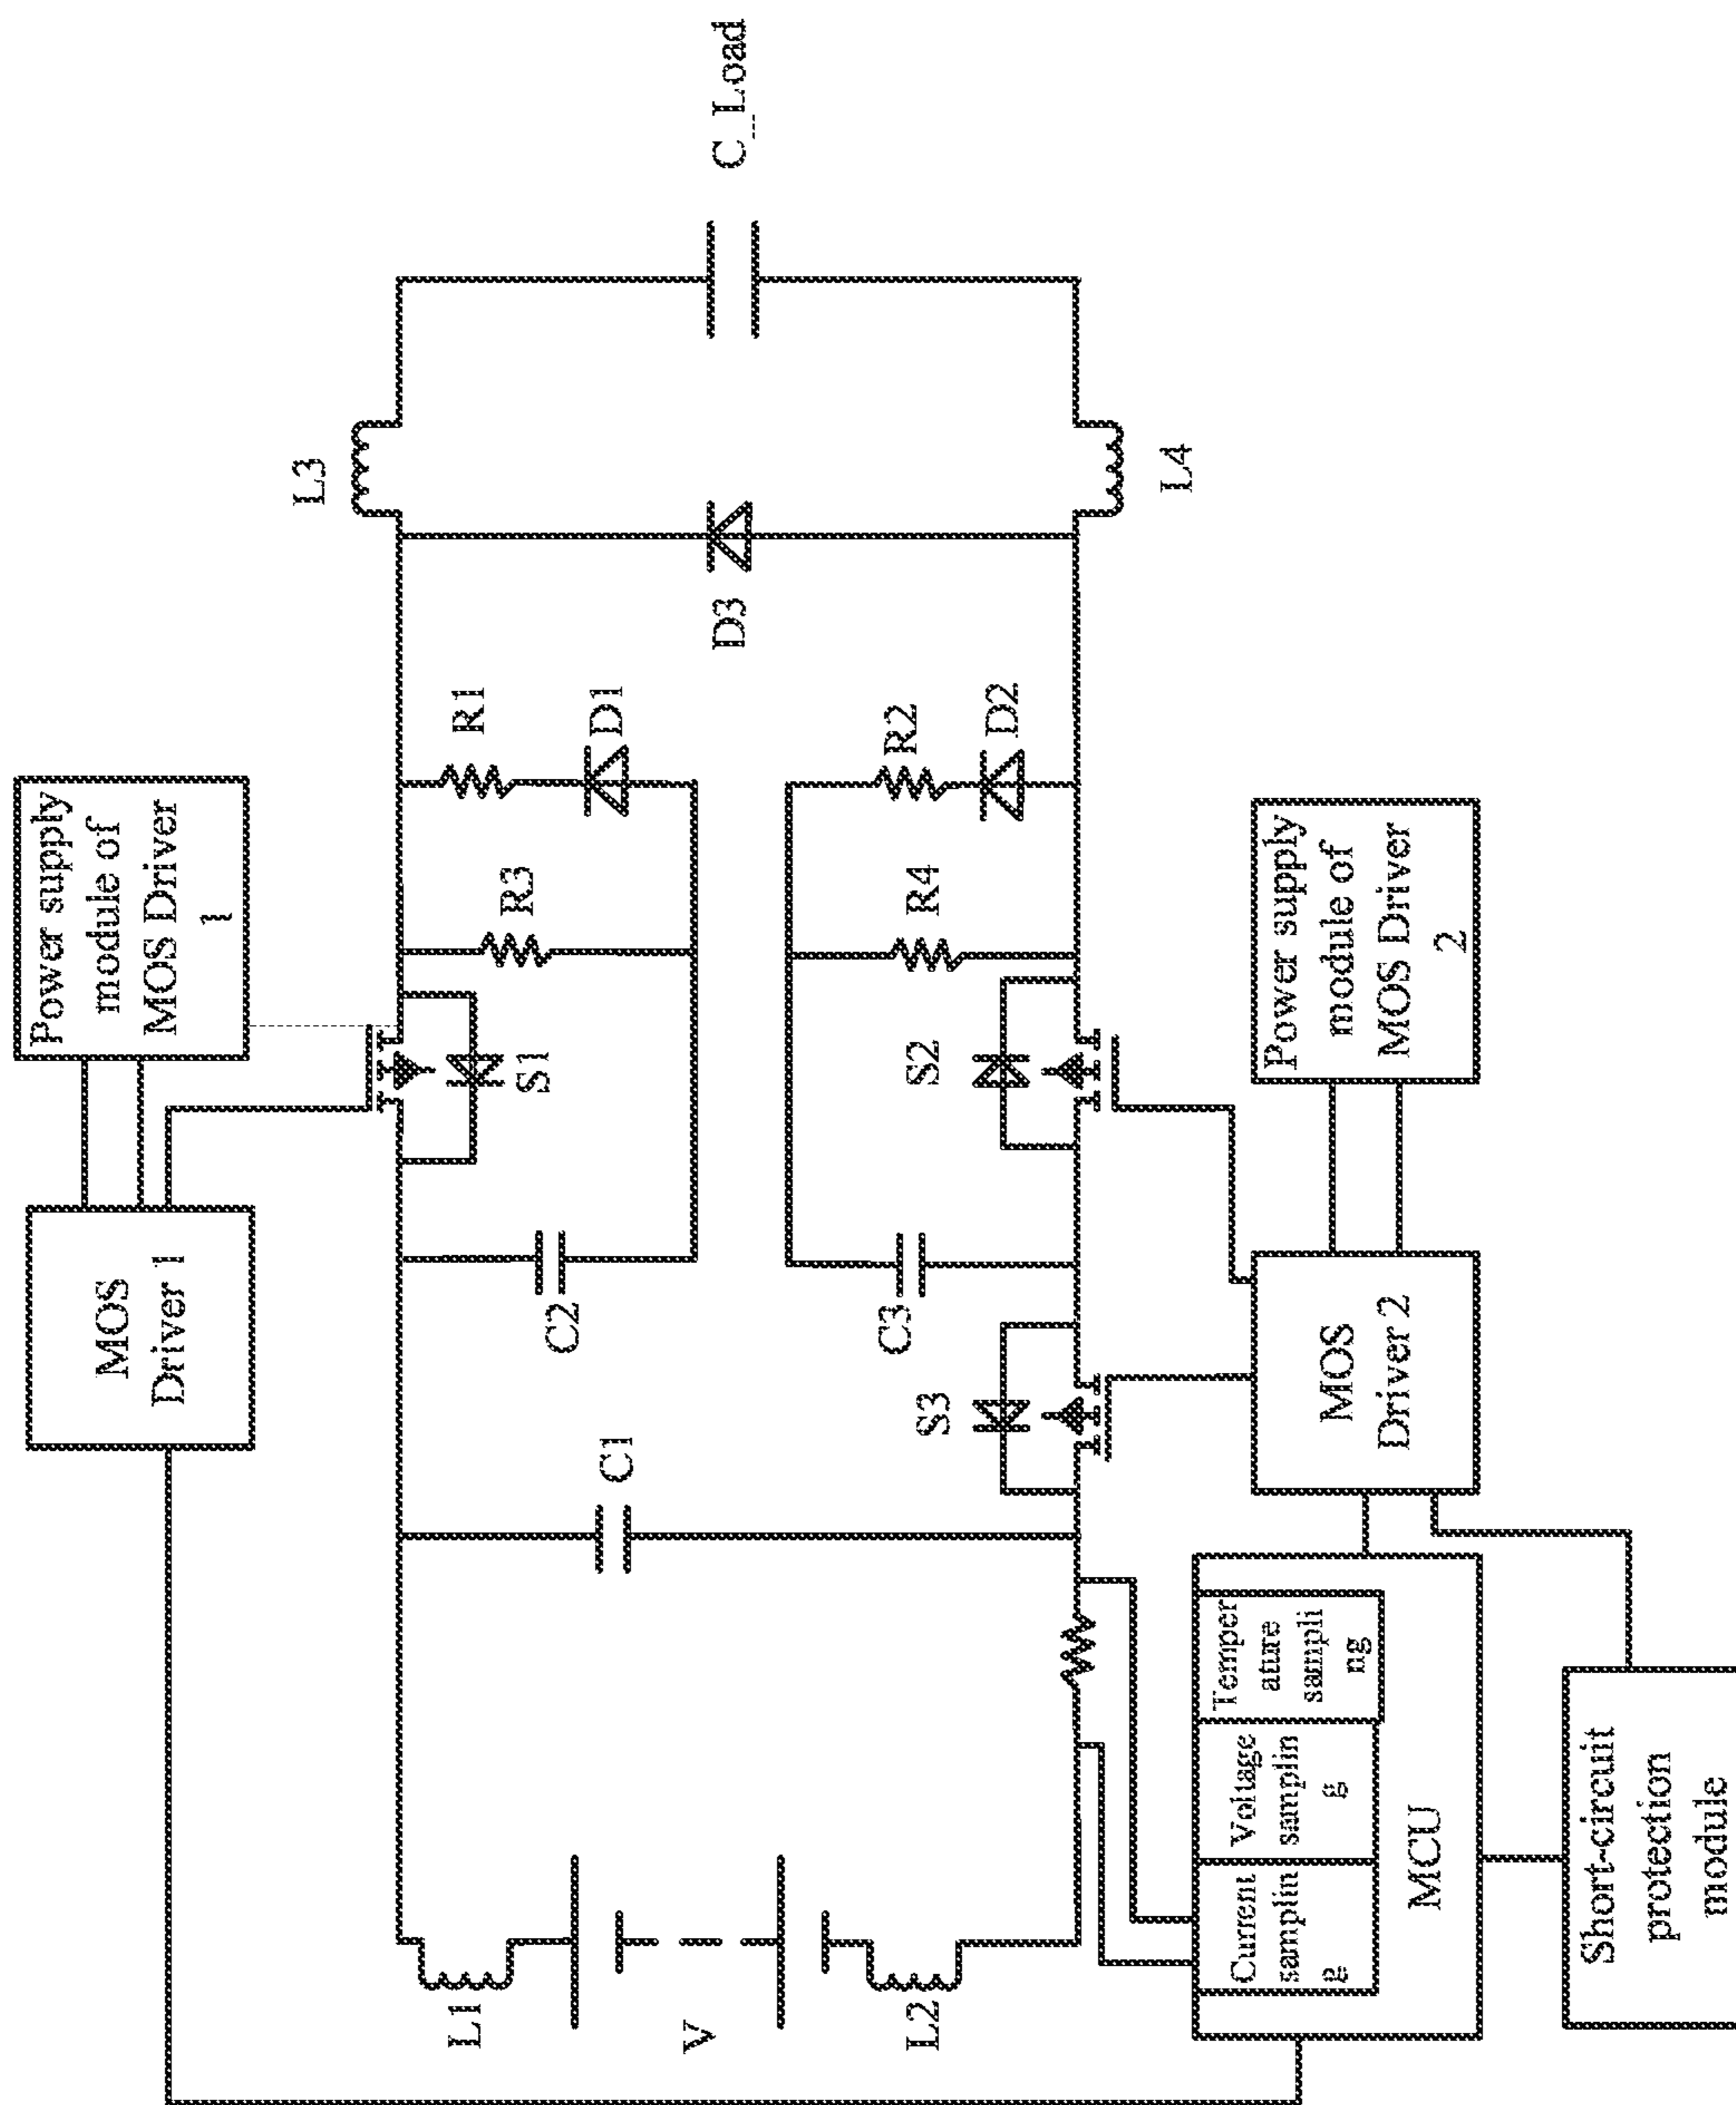 Power supply
module of
MOS Driver
1
MOS
Driver 1
L3
C_Load
R1
D1
R3
S1
C2
C1
D3
R2
D2
R4
S2
C3
S3
L4
L1
V
L2
Power supply
module of
MOS Driver
2
MOS
Driver 2
Current
samplin
g
Voltage
samplin
g
Temper
ature
sampli
ng
MCU
Short-circuit
protection
module